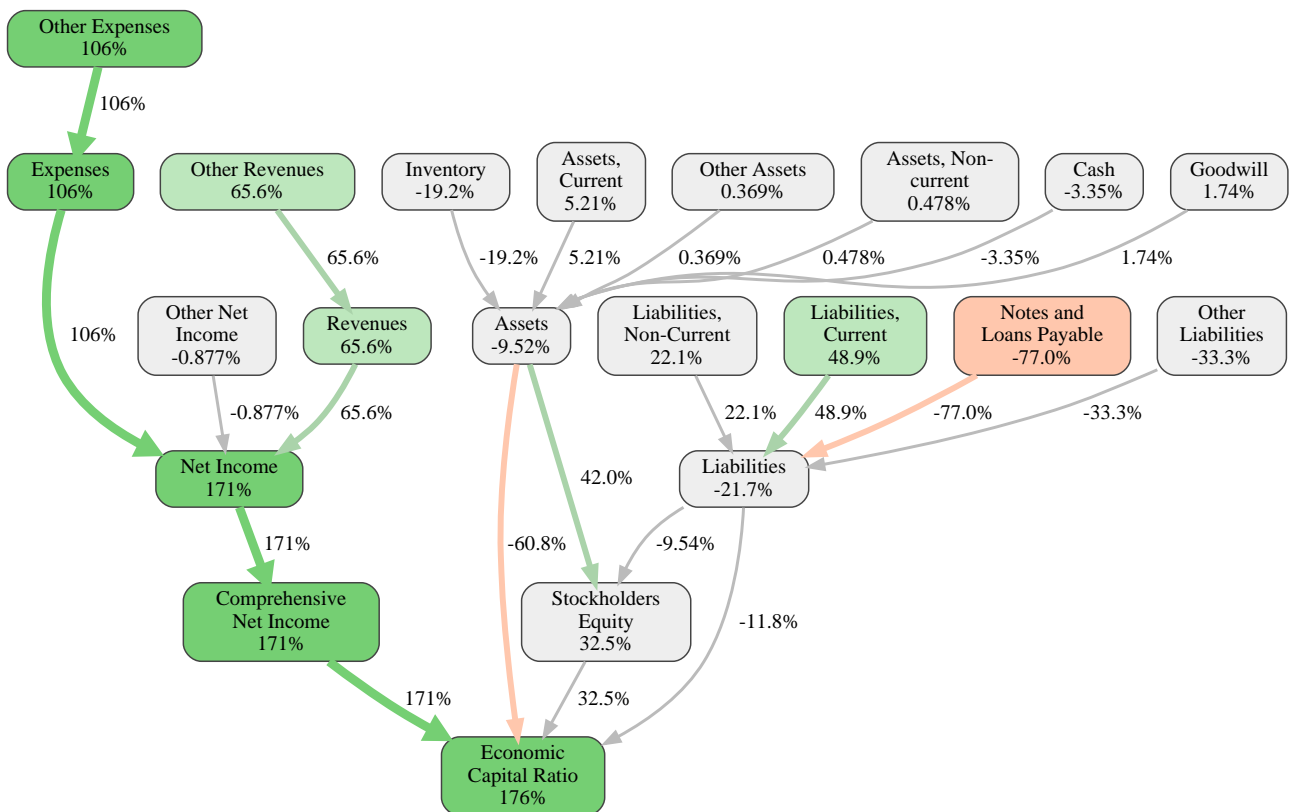 Other Expenses
106%
106%
Expenses
106%
Other Revenues
65.6%
Inventory
-19.2%
Assets,
Current
5.21%
Other Assets
0.369%
Assets, Non-
current
0.478%
Cash
-3.35%
Goodwill
1.74%
65.6%
-19.2%
5.21%
0.369%
0.478%
-3.35%
1.74%
106%
Other Net
Income
-0.877%
Revenues
65.6%
Assets
-9.52%
Liabilities,
Non-Current
22.1%
Liabilities,
Current
48.9%
Notes and
Loans Payable
-77.0%
Other
Liabilities
-33.3%
-0.877%
65.6%
22.1%
48.9%
-77.0%
-33.3%
Net Income
171%
42.0%
Liabilities
-21.7%
171%
-60.8%
-9.54%
Comprehensive
Net Income
171%
Stockholders
Equity
32.5%
-11.8%
171%
32.5%
Economic
Capital Ratio
176%